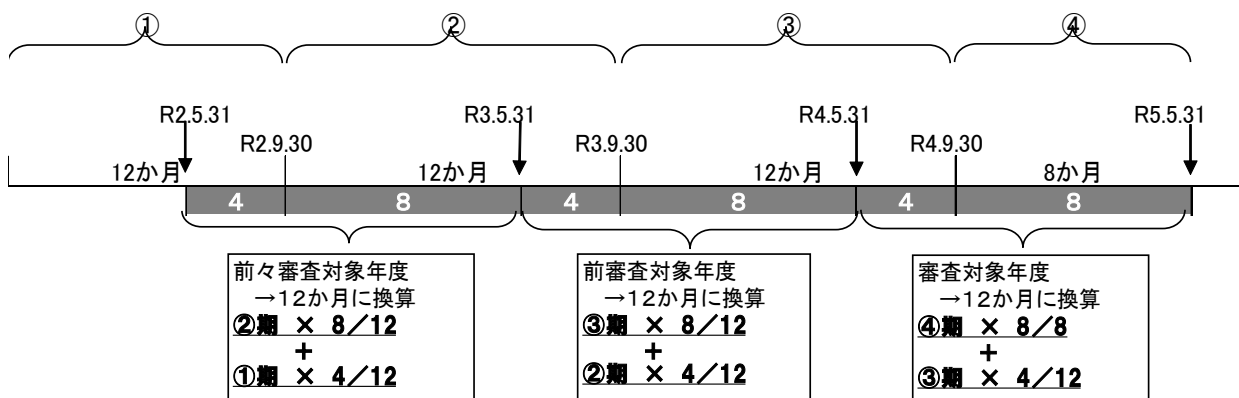 ① ② ③ ④
R2.5.31 R3.5.31 R4.5.31 R5.5.31
R2.9.30 R3.9.30 R4.9.30
12か月 12か月 12か月 8か月
4 8 4 8 4 8
前々審査対象年度
→12か月に換算
②期 × 8/12
+
①期 × 4/12
前審査対象年度
→12か月に換算
③期 × 8/12
+
②期 × 4/12
審査対象年度
→12か月に換算
④期 × 8/8
+
③期 × 4/12